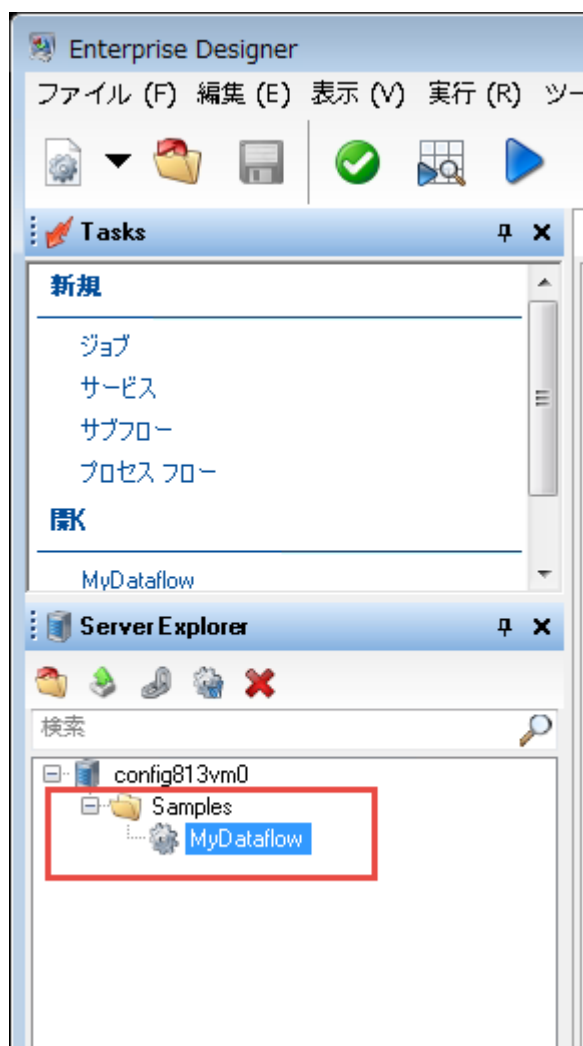 Enterprise Designer
ファイル (F) 編集 (E) 表示 (V) 実行 (R) ツー
Tasks
新規
ジョブ
サービス
サブフロー
プロセス フロー
開く
MyDataflow
Server Explorer
検索
config813vm0
Samples
MyDataflow